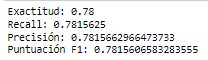 Exactitud: 0.78
Recall: 0.7815625
Precisión: 0.7815662966473733
Puntuación F1: 0.7815606583283555